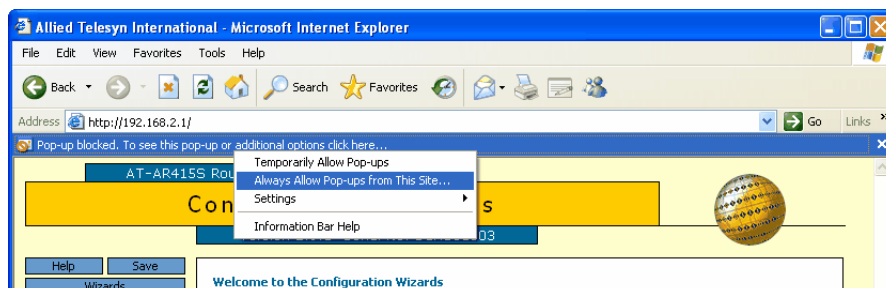 Allied Telesyn International - Microsoft Internet Explorer
File Edit View Favorites Tools Help
Back Search Favorites
Address http://192.168.2.1/ Go Links »
Pop-up blocked. To see this pop-up or additional options click here...
Temporarily Allow Pop-ups
AT-AR415S Rou
Always Allow Pop-ups from This Site...
Settings
Con s
Information Bar Help
03
Help Save
Wizards
Welcome to the Configuration Wizards